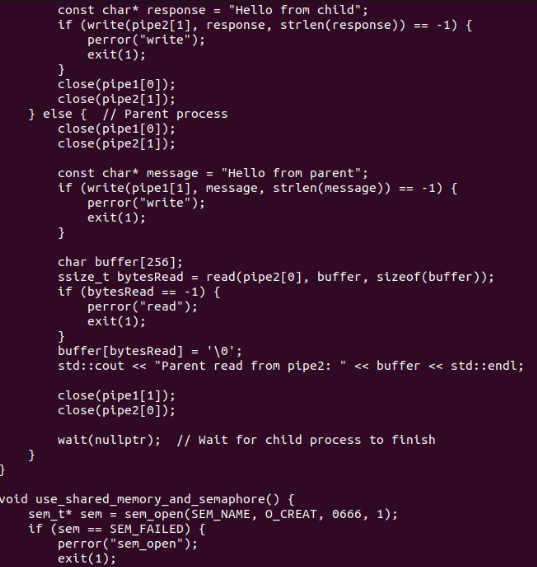 const char* response = "Hello from child";
        if (write(pipe2[1], response, strlen(response)) == -1) {
            perror("write");
            exit(1);
        }
        close(pipe1[0]);
        close(pipe2[1]);
    } else {  // Parent process
        close(pipe1[0]);
        close(pipe2[1]);

        const char* message = "Hello from parent";
        if (write(pipe1[1], message, strlen(message)) == -1) {
            perror("write");
            exit(1);
        }

        char buffer[256];
        ssize_t bytesRead = read(pipe2[0], buffer, sizeof(buffer));
        if (bytesRead == -1) {
            perror("read");
            exit(1);
        }
        buffer[bytesRead] = '\0';
        std::cout << "Parent read from pipe2: " << buffer << std::endl;

        close(pipe1[1]);
        close(pipe2[0]);

        wait(nullptr);  // Wait for child process to finish
    }
}

void use_shared_memory_and_semaphore() {
    sem_t* sem = sem_open(SEM_NAME, O_CREAT, 0666, 1);
    if (sem == SEM_FAILED) {
        perror("sem_open");
        exit(1);